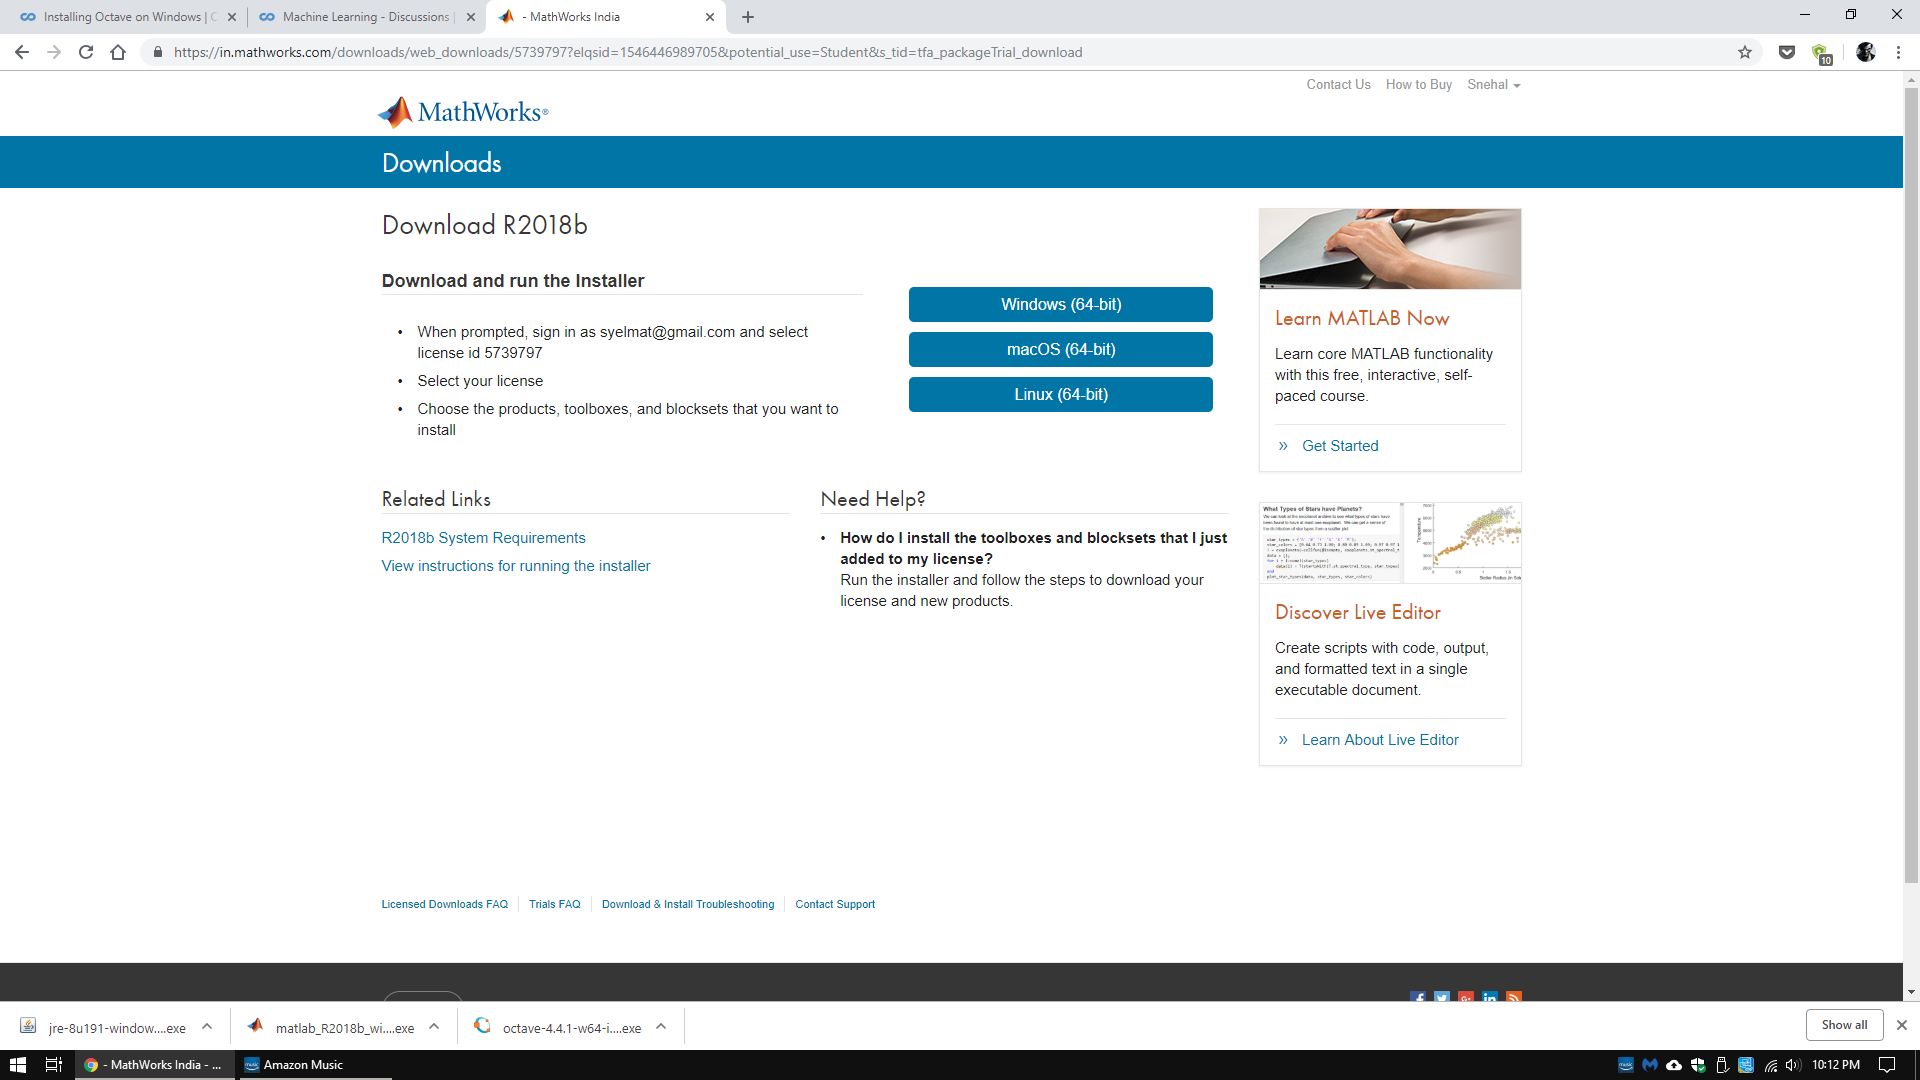 Installing Octave on Windows | C
Machine Learning - Discussions |
- MathWorks India
https://in.mathworks.com/downloads/web_downloads/5739797?elqsid=1546446989705&potential_use=Student&s_tid=tfa_packageTrial_download
10
Contact Us
How to Buy
Snehal
MathWorks®
Downloads
Download R2018b
Download and run the Installer
• When prompted, sign in as syelmat@gmail.com and select
license id 5739797
• Select your license
• Choose the products, toolboxes, and blocksets that you want to
install
Windows (64-bit)
macOS (64-bit)
Linux (64-bit)
Learn MATLAB Now
Learn core MATLAB functionality
with this free, interactive, self-
paced course.
» Get Started
Related Links
R2018b System Requirements
View instructions for running the installer
Need Help?
• How do I install the toolboxes and blocksets that I just
added to my license?
Run the installer and follow the steps to download your
license and new products.
What Types of Stars have Planets?
Discover Live Editor
Create scripts with code, output,
and formatted text in a single
executable document.
» Learn About Live Editor
Licensed Downloads FAQ
Trials FAQ
Download & Install Troubleshooting
Contact Support
jre-8u191-window....exe
matlab_R2018b_wi....exe
octave-4.4.1-w64-i....exe
Show all
- MathWorks India - ...
music
Amazon Music
music
10:12 PM